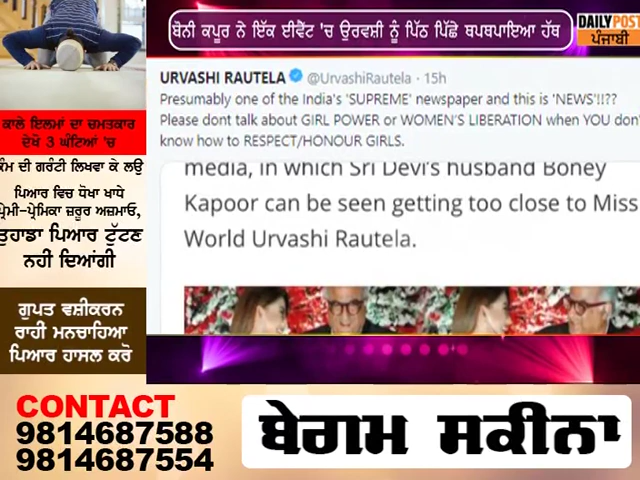 ਬੋਨੀ ਕਪੂਰ ਨੇ ਇੱਕ ਈਵੈਂਟ 'ਚ ਉਰਵਸ਼ੀ ਨੂੰ ਪਿੱਠ ਪਿੱਛੇ ਥਪਥਪਾਇਆ ਹੱਥ
DAILYPOST
ਪੰਜਾਬੀ
URVASHI RAUTELA @UrvashiRautela · 15h
Presumably one of the India's 'SUPREME' newspaper and this is 'NEWS'!!??
Please dont talk about GIRL POWER or WOMEN'S LIBERATION when YOU don'
know how to RESPECT/HONOUR GIRLS.
media, in which Sri Devi's husband Boney
Kapoor can be seen getting too close to Miss
World Urvashi Rautela.
ਕਾਲੇ ਇਲਮਾਂ ਦਾ ਚਮਤਕਾਰ
ਦੇਖੋ 3 ਘੰਟਿਆਂ 'ਚ
ਕੰਮ ਦੀ ਗਰੰਟੀ ਲਿਖਵਾ ਕੇ ਲਉ
ਪਿਆਰ ਵਿਚ ਧੋਖਾ ਖਾਧੇ
ਪ੍ਰੇਮੀ-ਪ੍ਰੇਮਿਕਾ ਜ਼ਰੂਰ ਅਜ਼ਮਾਓ,
ਤੁਹਾਡਾ ਪਿਆਰ ਟੁੱਟਣ
ਨਹੀ ਦਿਆਂਗੀ
ਗੁਪਤ ਵਸ਼ੀਕਰਨ
ਰਾਹੀ ਮਨਚਾਹਿਆ
ਪਿਆਰ ਹਾਸਲ ਕਰੋ
CONTACT
9814687588
9814687554
ਬੇਗਮ ਸਕੀਨਾ